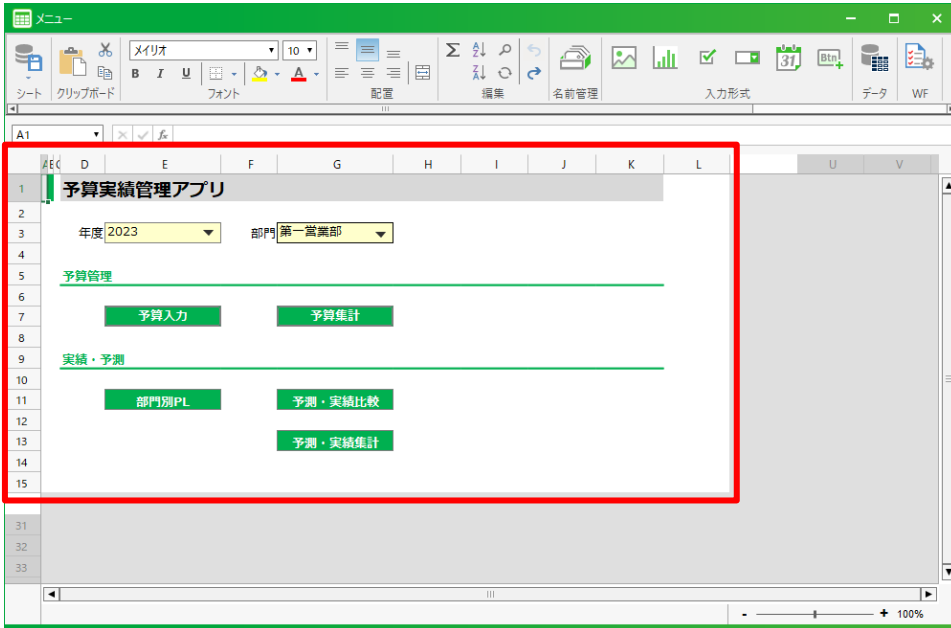 メニュー
メイリオ 10
B I U
31 Btn
シート クリップボード フォント 配置 編集 名前管理 入力形式 データ WF
A1 fx
A B C D E F G H I J K L U V
1 予算実績管理アプリ
2
3 年度 2023 部門 第一営業部
4
5 予算管理
6
7 予算入力 予算集計
8
9 実績・予測
10
11 部門別PL 予測・実績比較
12
13 予測・実績集計
14
15
31
32
33
- + 100%